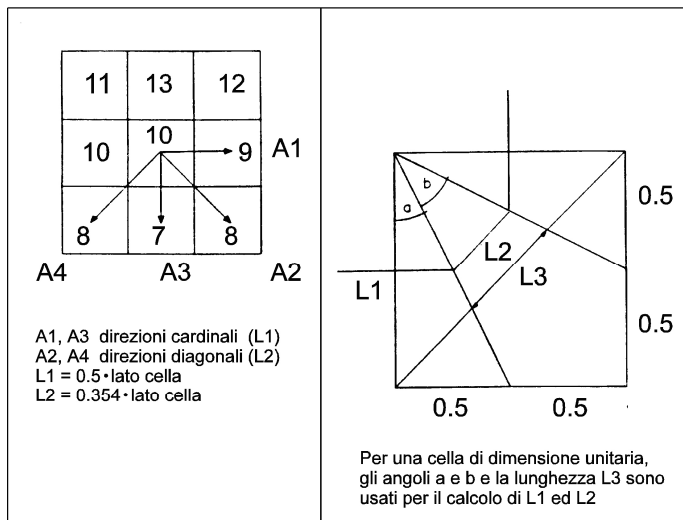 11 13 12
10 10 9 A1
8 7 8
A4 A3 A2
A1, A3 direzioni cardinali (L1)
A2, A4 direzioni diagonali (L2)
L1 = 0.5·lato cella
L2 = 0.354·lato cella
b
a
0.5
L2
L3
L1
0.5
0.5 0.5
Per una cella di dimensione unitaria,
gli angoli a e b e la lunghezza L3 sono
usati per il calcolo di L1 ed L2